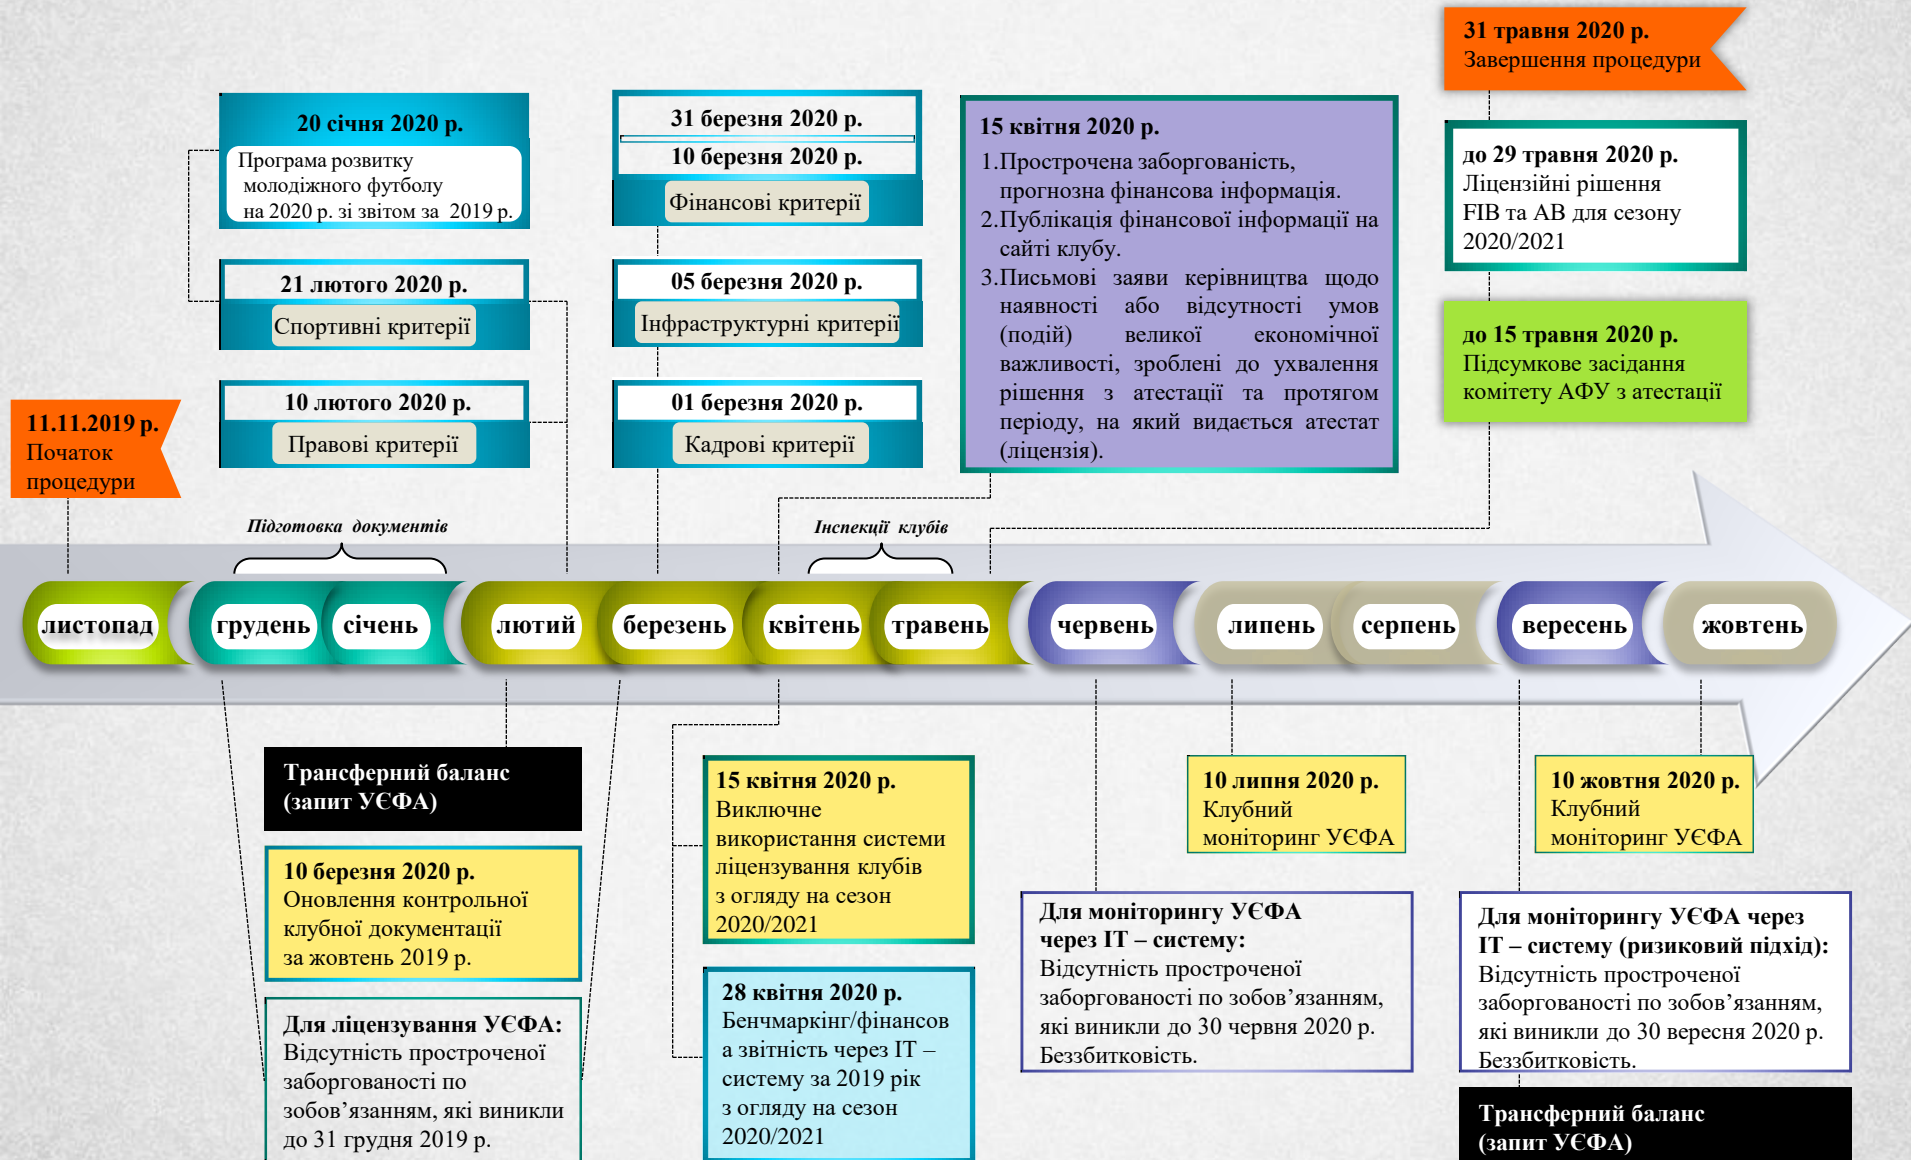 31 травня 2020 р.
Завершення процедури
20 січня 2020 р.
Програма розвитку
молодіжного футболу
на 2020 р. зі звітом за 2019 р.
31 березня 2020 р.
10 березня 2020 р.
Фінансові критерії
15 квітня 2020 р.
1.Прострочена заборгованість,
прогнозна фінансова інформація.
2.Публікація фінансової інформації на
сайті клубу.
3.Письмові заяви керівництва щодо
наявності або відсутності умов
(подій) великої економічної
важливості, зроблені до ухвалення
рішення з атестації та протягом
періоду, на який видається атестат
(ліцензія).
до 29 травня 2020 р.
Ліцензійні рішення
FIB та AB для сезону
2020/2021
21 лютого 2020 р.
Спортивні критерії
05 березня 2020 р.
Інфраструктурні критерії
до 15 травня 2020 р.
Підсумкове засідання
комітету АФУ з атестації
10 лютого 2020 р.
Правові критерії
01 березня 2020 р.
Кадрові критерії
11.11.2019 р.
Початок
процедури
Підготовка документів
Інспекції клубів
листопад
грудень
січень
лютий
березень
квітень
травень
червень
липень
серпень
вересень
жовтень
Трансферний баланс
(запит УЄФА)
10 березня 2020 р.
Оновлення контрольної
клубної документації
за жовтень 2019 р.
Для ліцензування УЄФА:
Відсутність простроченої
заборгованості по
зобов’язанням, які виникли
до 31 грудня 2019 р.
15 квітня 2020 р.
Виключне
використання системи
ліцензування клубів
з огляду на сезон
2020/2021
28 квітня 2020 р.
Бенчмаркінг/фінансов
а звітність через ІТ –
систему за 2019 рік
з огляду на сезон
2020/2021
10 липня 2020 р.
Клубний
моніторинг УЄФА
Для моніторингу УЄФА
через ІТ – систему:
Відсутність простроченої
заборгованості по зобов’язанням,
які виникли до 30 червня 2020 р.
Беззбитковість.
10 жовтня 2020 р.
Клубний
моніторинг УЄФА
Для моніторингу УЄФА через
ІТ – систему (ризиковий підхід):
Відсутність простроченої
заборгованості по зобов’язанням,
які виникли до 30 вересня 2020 р.
Беззбитковість.
Трансферний баланс
(запит УЄФА)